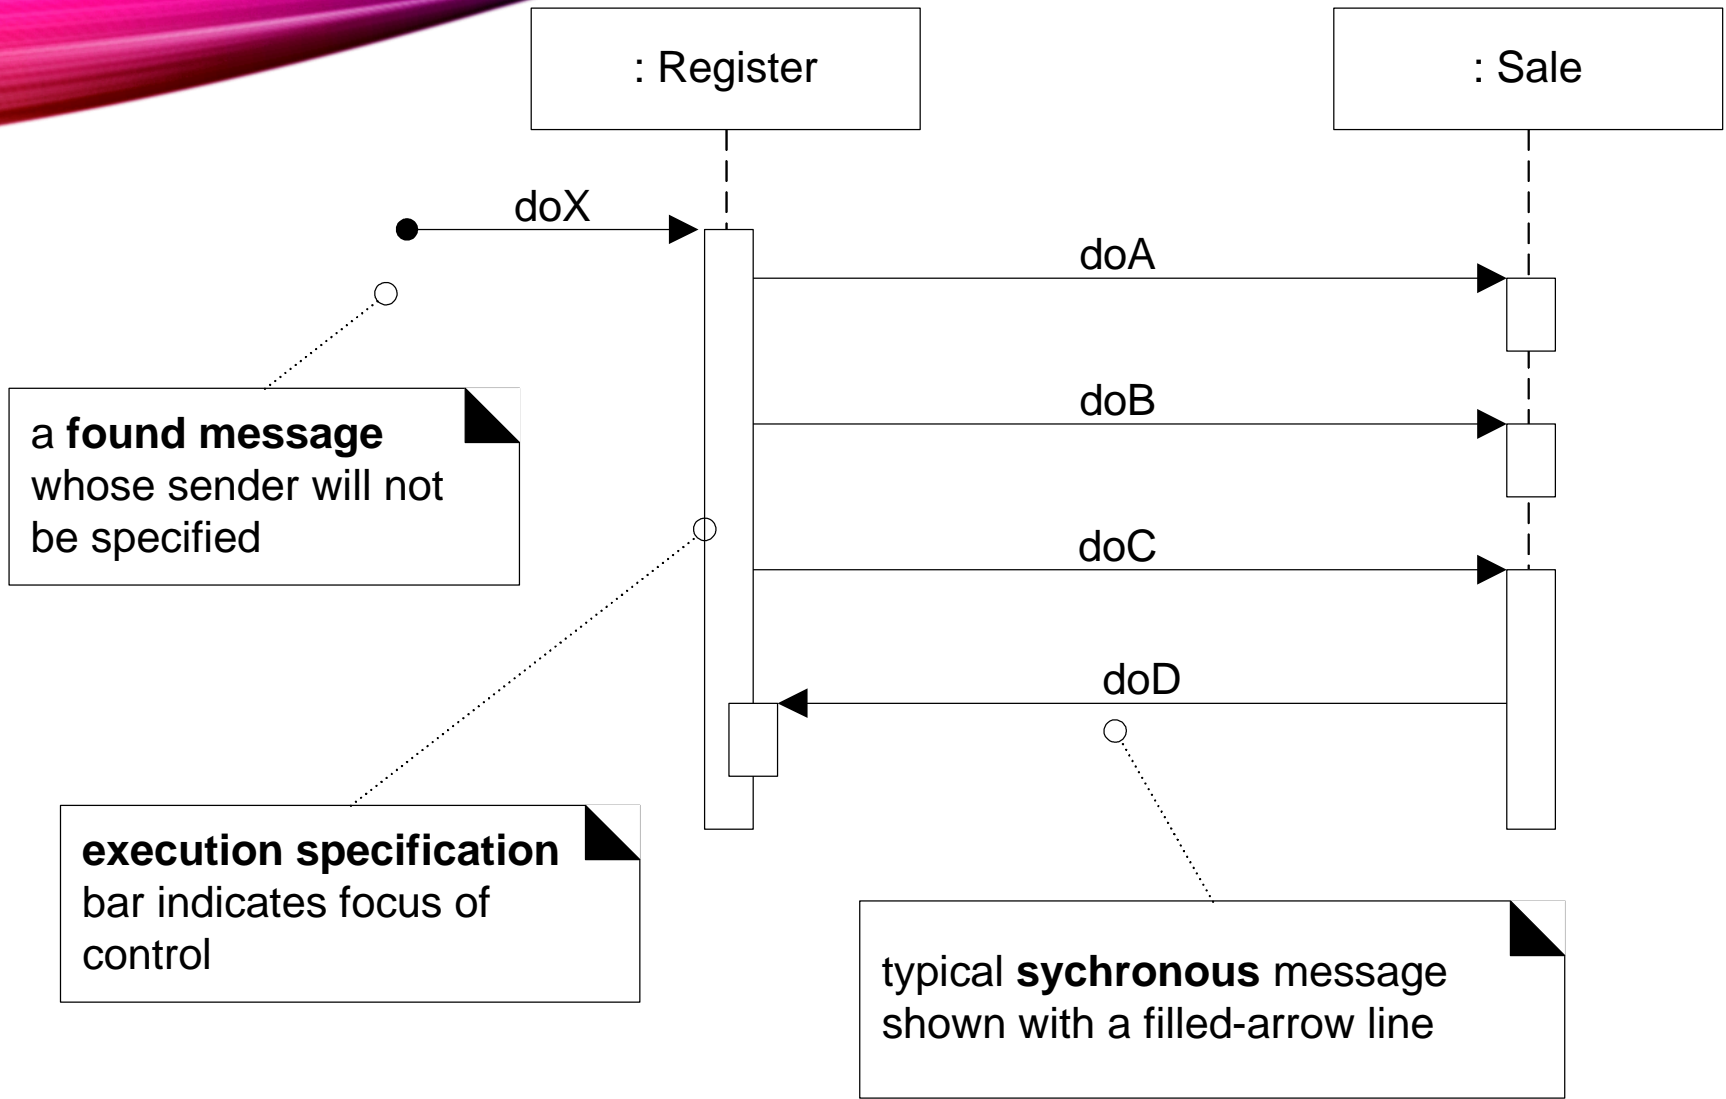 : Register
: Sale
doX
doA
doB
a found message
whose sender will not
be specified
doC
doD
execution specification
bar indicates focus of
control
typical sychronous message
shown with a filled-arrow line